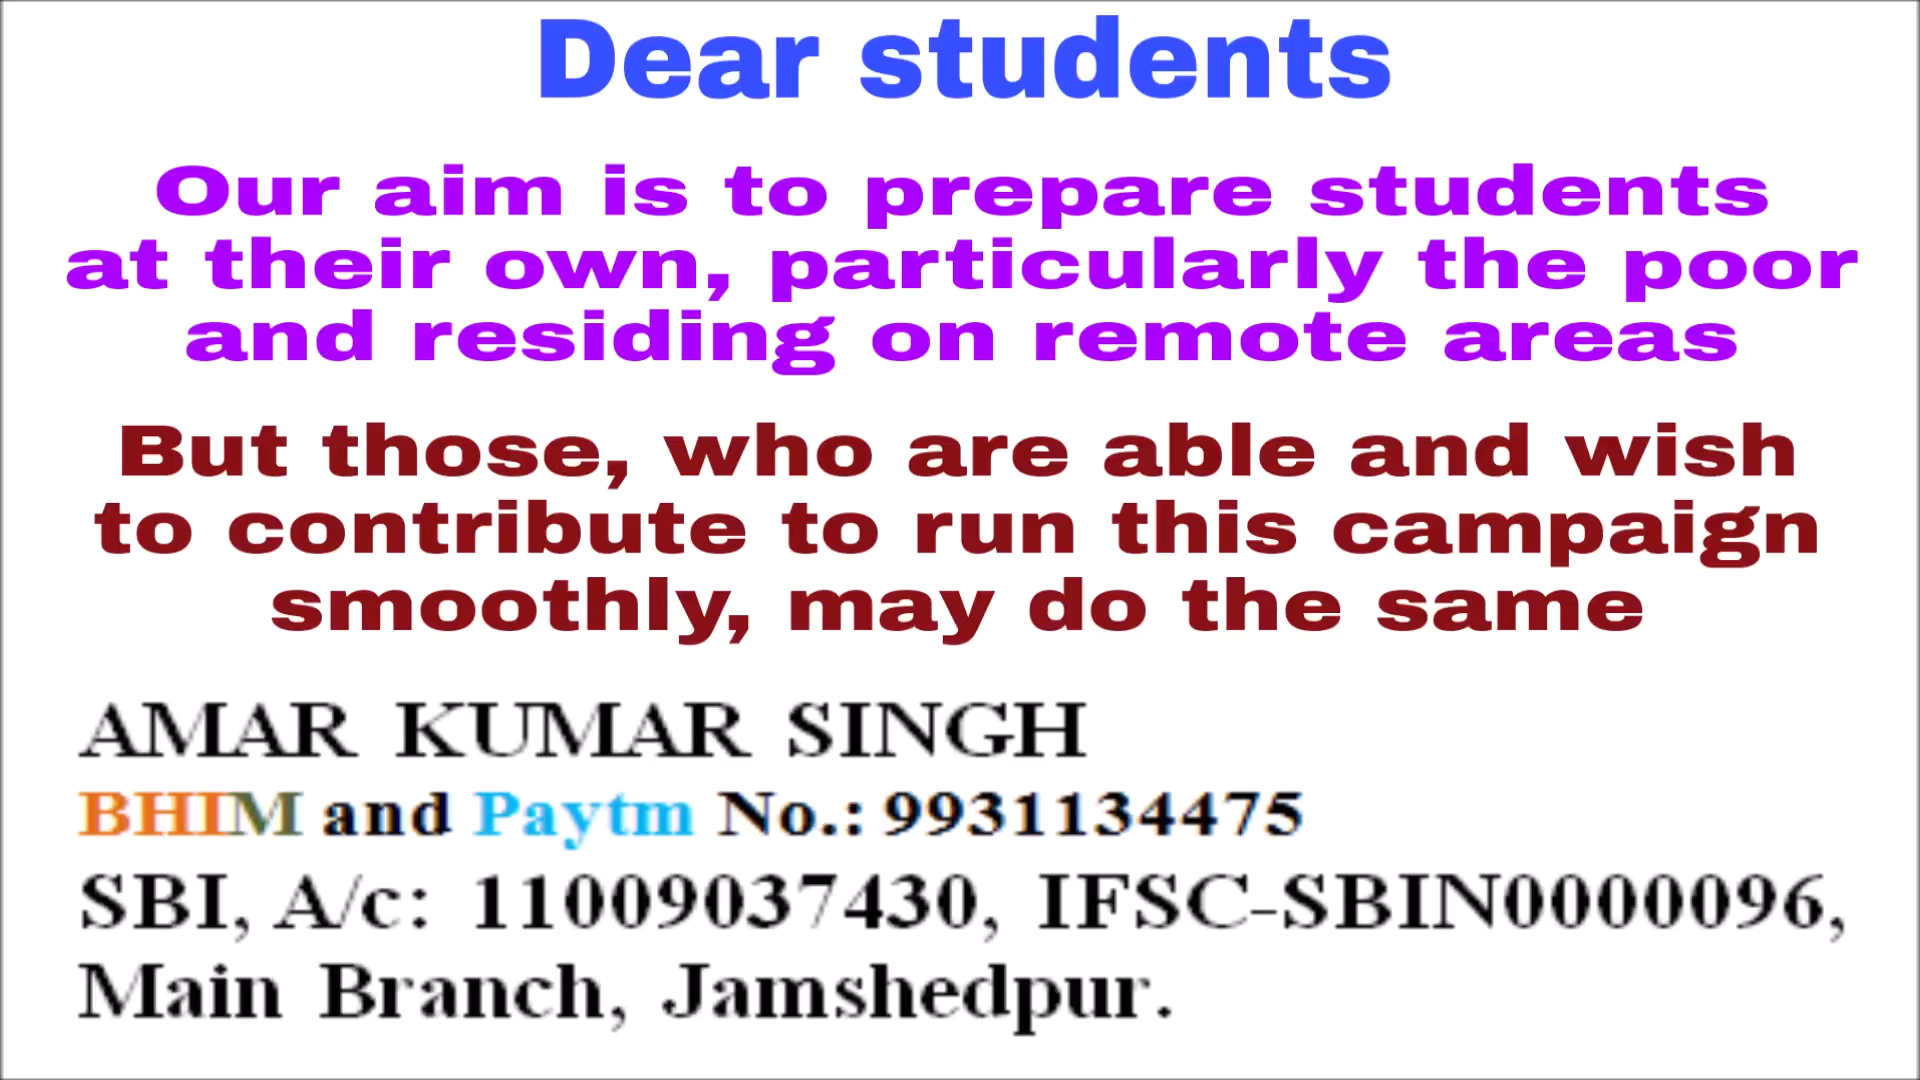 Dear students
Our aim is to prepare students
at their own, particularly the poor
and residing on remote areas
But those, who are able and wish
to contribute to run this campaign
smoothly, may do the same
AMAR KUMAR SINGH
BHIM and Paytm No.: 9931134475
SBI, A/c: 11009037430, IFSC-SBIN0000096,
Main Branch, Jamshedpur.